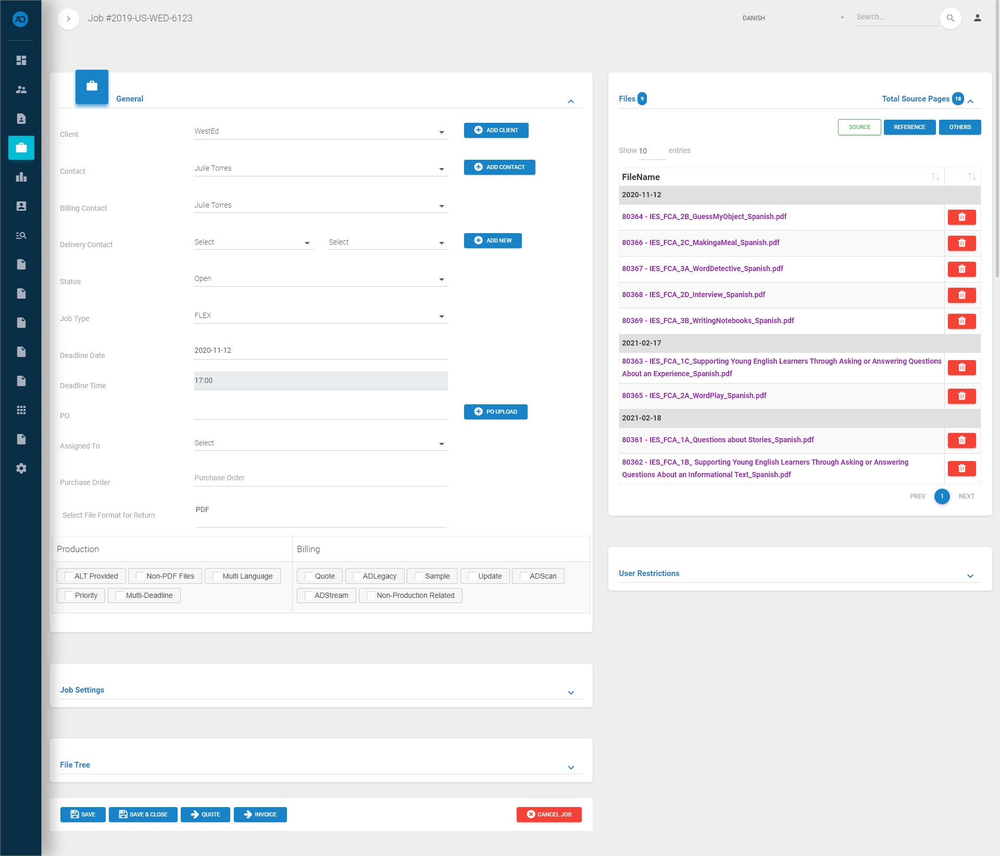 AD
Job #2019-US-WED-6123
DANISH
Search...
General
Client
WestEd
ADD CLIENT
Contact
Julie Torres
ADD CONTACT
Billing Contact
Julie Torres
Delivery Contact
Select
Select
ADD NEW
Status
Open
Job Type
FLEX
Deadline Date
2020-11-12
Deadline Time
17:00
PO
PO UPLOAD
Assigned To
Select
Purchase Order
Purchase Order
Select File Format for Return
PDF
Production
Billing
ALT Provided
Non-PDF Files
Multi Language
Priority
Multi-Deadline
Quote
ADLegacy
Sample
Update
ADScan
ADStream
Non-Production Related
Job Settings
File Tree
SAVE
SAVE & CLOSE
QUOTE
INVOICE
CANCEL JOB
Files 9
Total Source Pages 18
SOURCE
REFERENCE
OTHERS
Show 10 entries
FileName
2020-11-12
80364 - IES_FCA_2B_GuessMyObject_Spanish.pdf
80366 - IES_FCA_2C_MakingaMeal_Spanish.pdf
80367 - IES_FCA_3A_WordDetective_Spanish.pdf
80368 - IES_FCA_2D_Interview_Spanish.pdf
80369 - IES_FCA_3B_WritingNotebooks_Spanish.pdf
2021-02-17
80363 - IES_FCA_1C_Supporting Young English Learners Through Asking or Answering Questions
About an Experience_Spanish.pdf
80365 - IES_FCA_2A_WordPlay_Spanish.pdf
2021-02-18
80361 - IES_FCA_1A_Questions about Stories_Spanish.pdf
80362 - IES_FCA_1B_ Supporting Young English Learners Through Asking or Answering
Questions About an Informational Text_Spanish.pdf
PREV
1
NEXT
User Restrictions